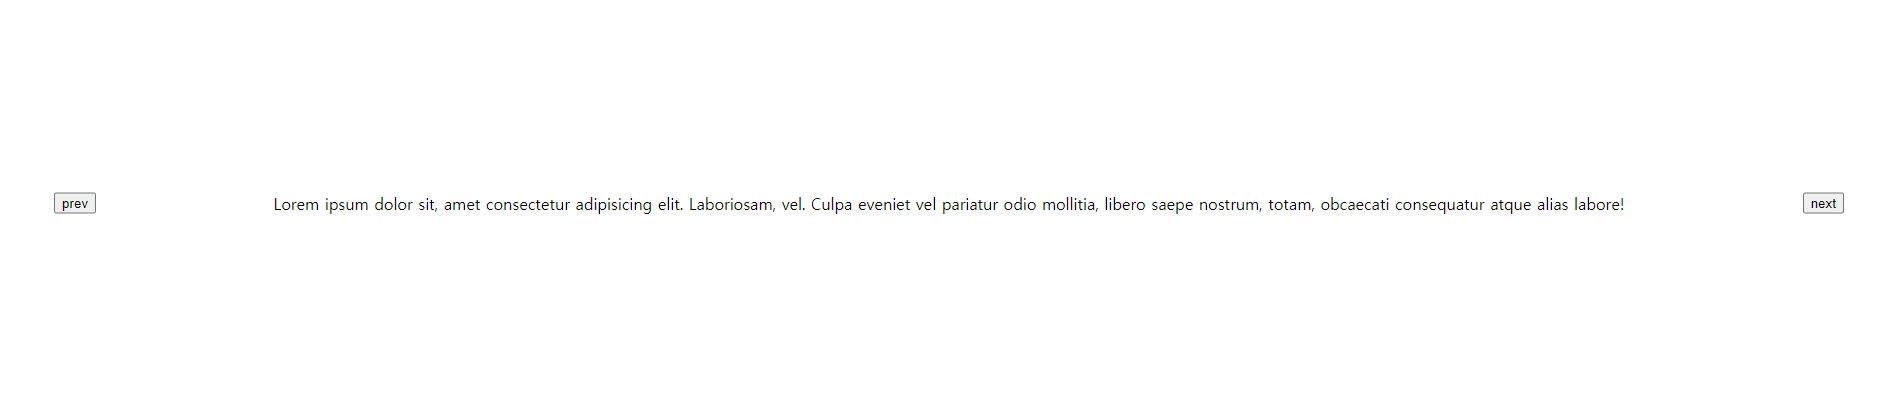 prev
Lorem ipsum dolor sit, amet consectetur adipisicing elit. Laboriosam, vel. Culpa eveniet vel pariatur odio mollitia, libero saepe nostrum, totam, obcaecati consequatur atque alias labore!
next